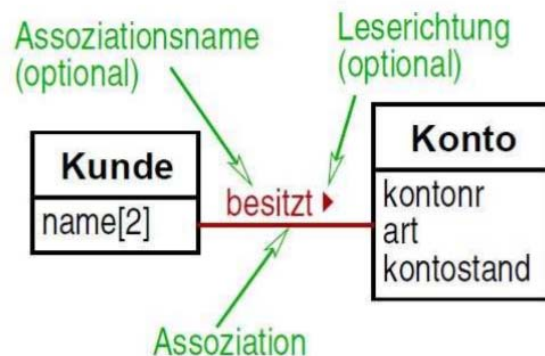 Assoziationsname
(optional)
Leserichtung
(optional)
Kunde
name[2]
besitzt
Konto
kontonr
art
kontostand
Assoziation